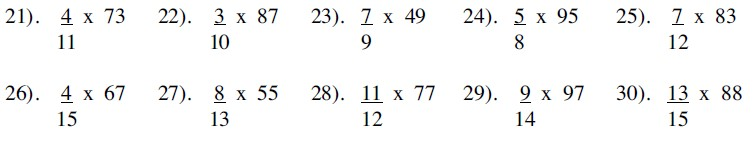 21). 4 x 73 22). 3 x 87 23). 7 x 49 24). 5 x 95 25). 7 x 83
11 10 9 8 12
26). 4 x 67 27). 8 x 55 28). 11 x 77 29). 9 x 97 30). 13 x 88
15 13 12 14 15